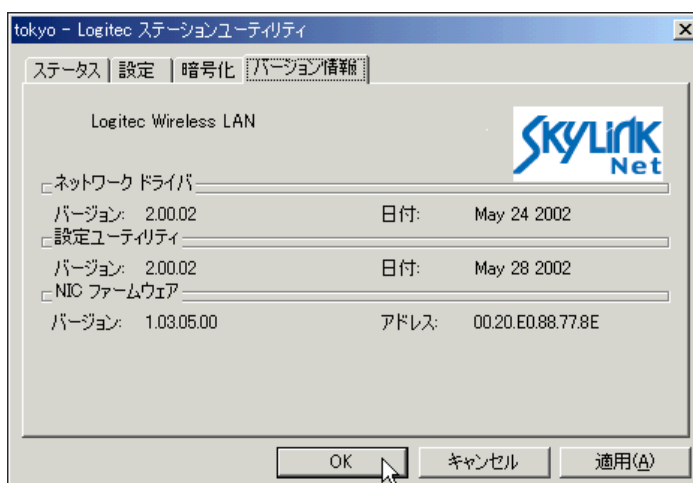 tokyo - Logitec ステーションユーティリティ
ステータス 設定 暗号化 バージョン情報
Logitec Wireless LAN
SKYLINK
Net
ネットワーク ドライバ
バージョン: 2.00.02 日付: May 24 2002
設定ユーティリティ
バージョン: 2.00.02 日付: May 28 2002
NIC ファームウェア
バージョン: 1.03.05.00 アドレス: 00.20.E0.88.77.8E
OK キャンセル 適用(A)